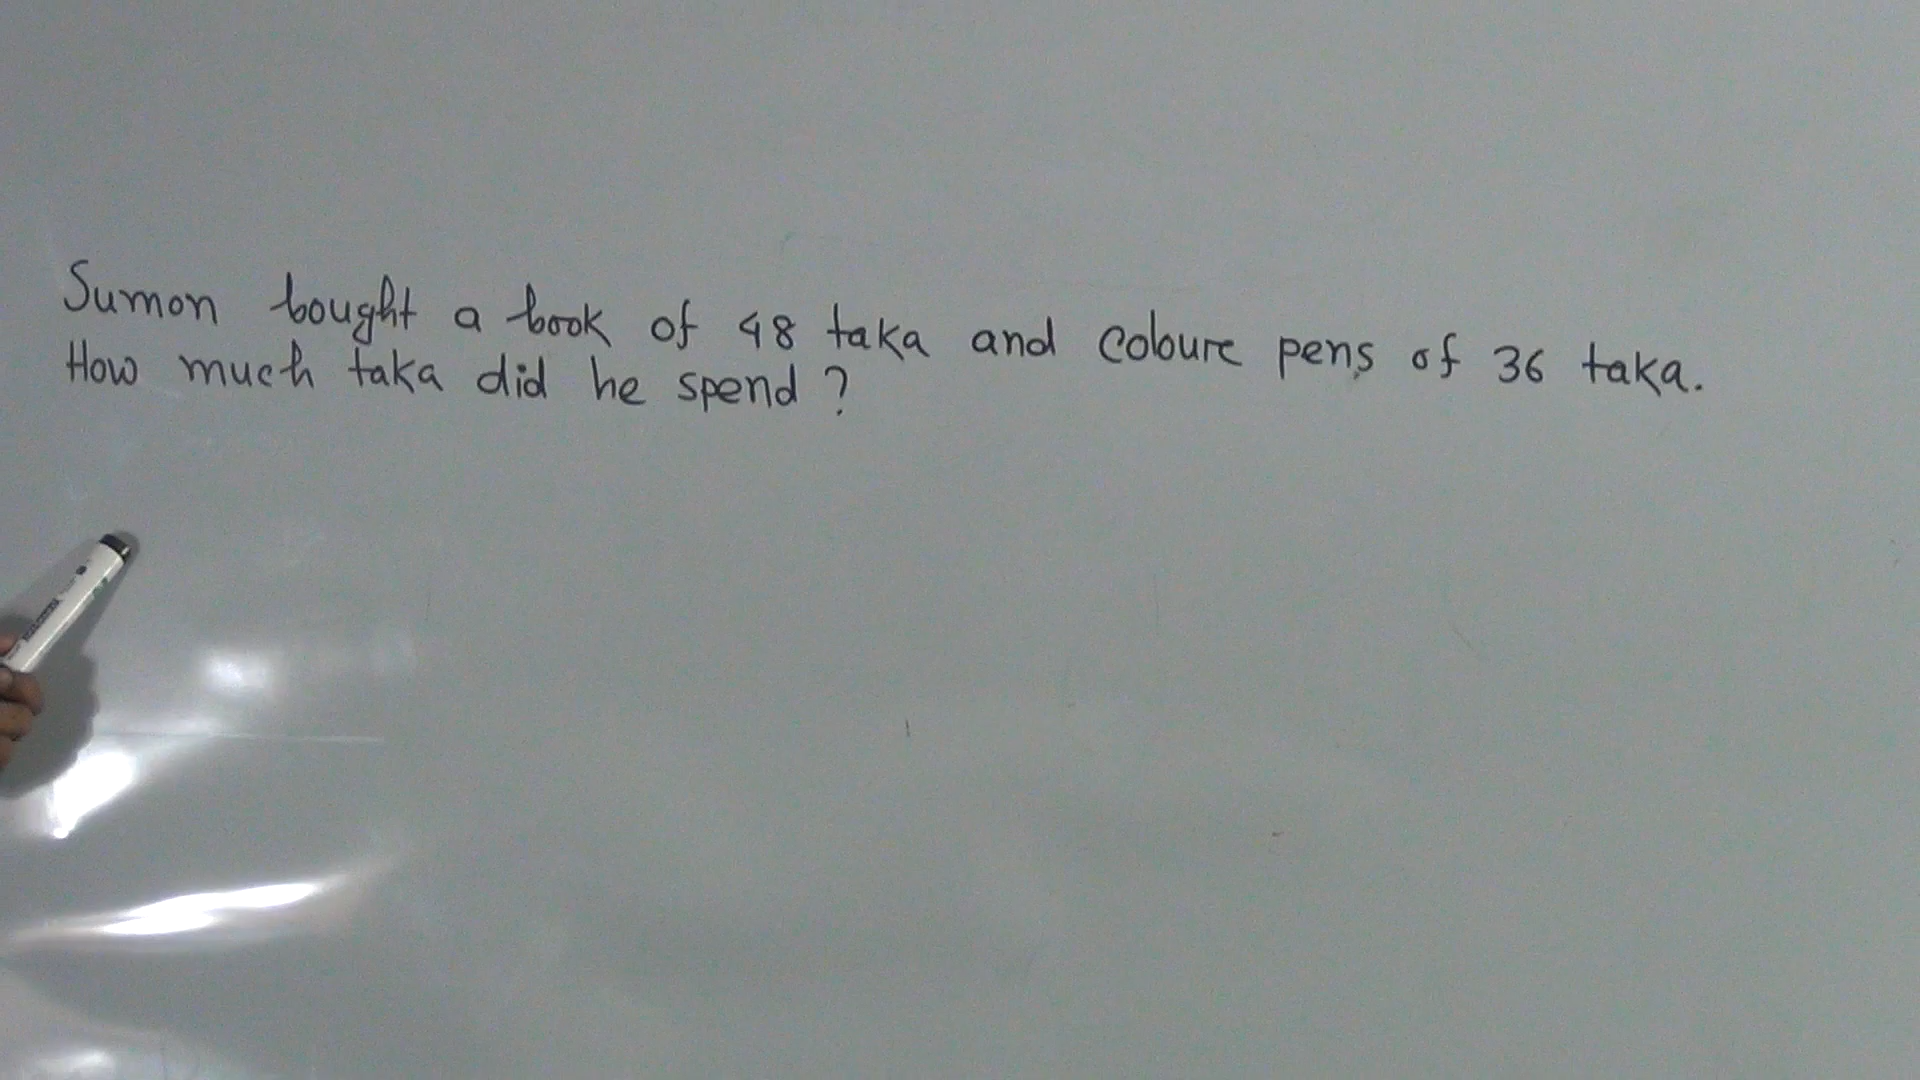 Sumon bought a book of 48 taka and coloure pens of 36 taka.
How much taka did he spend ?